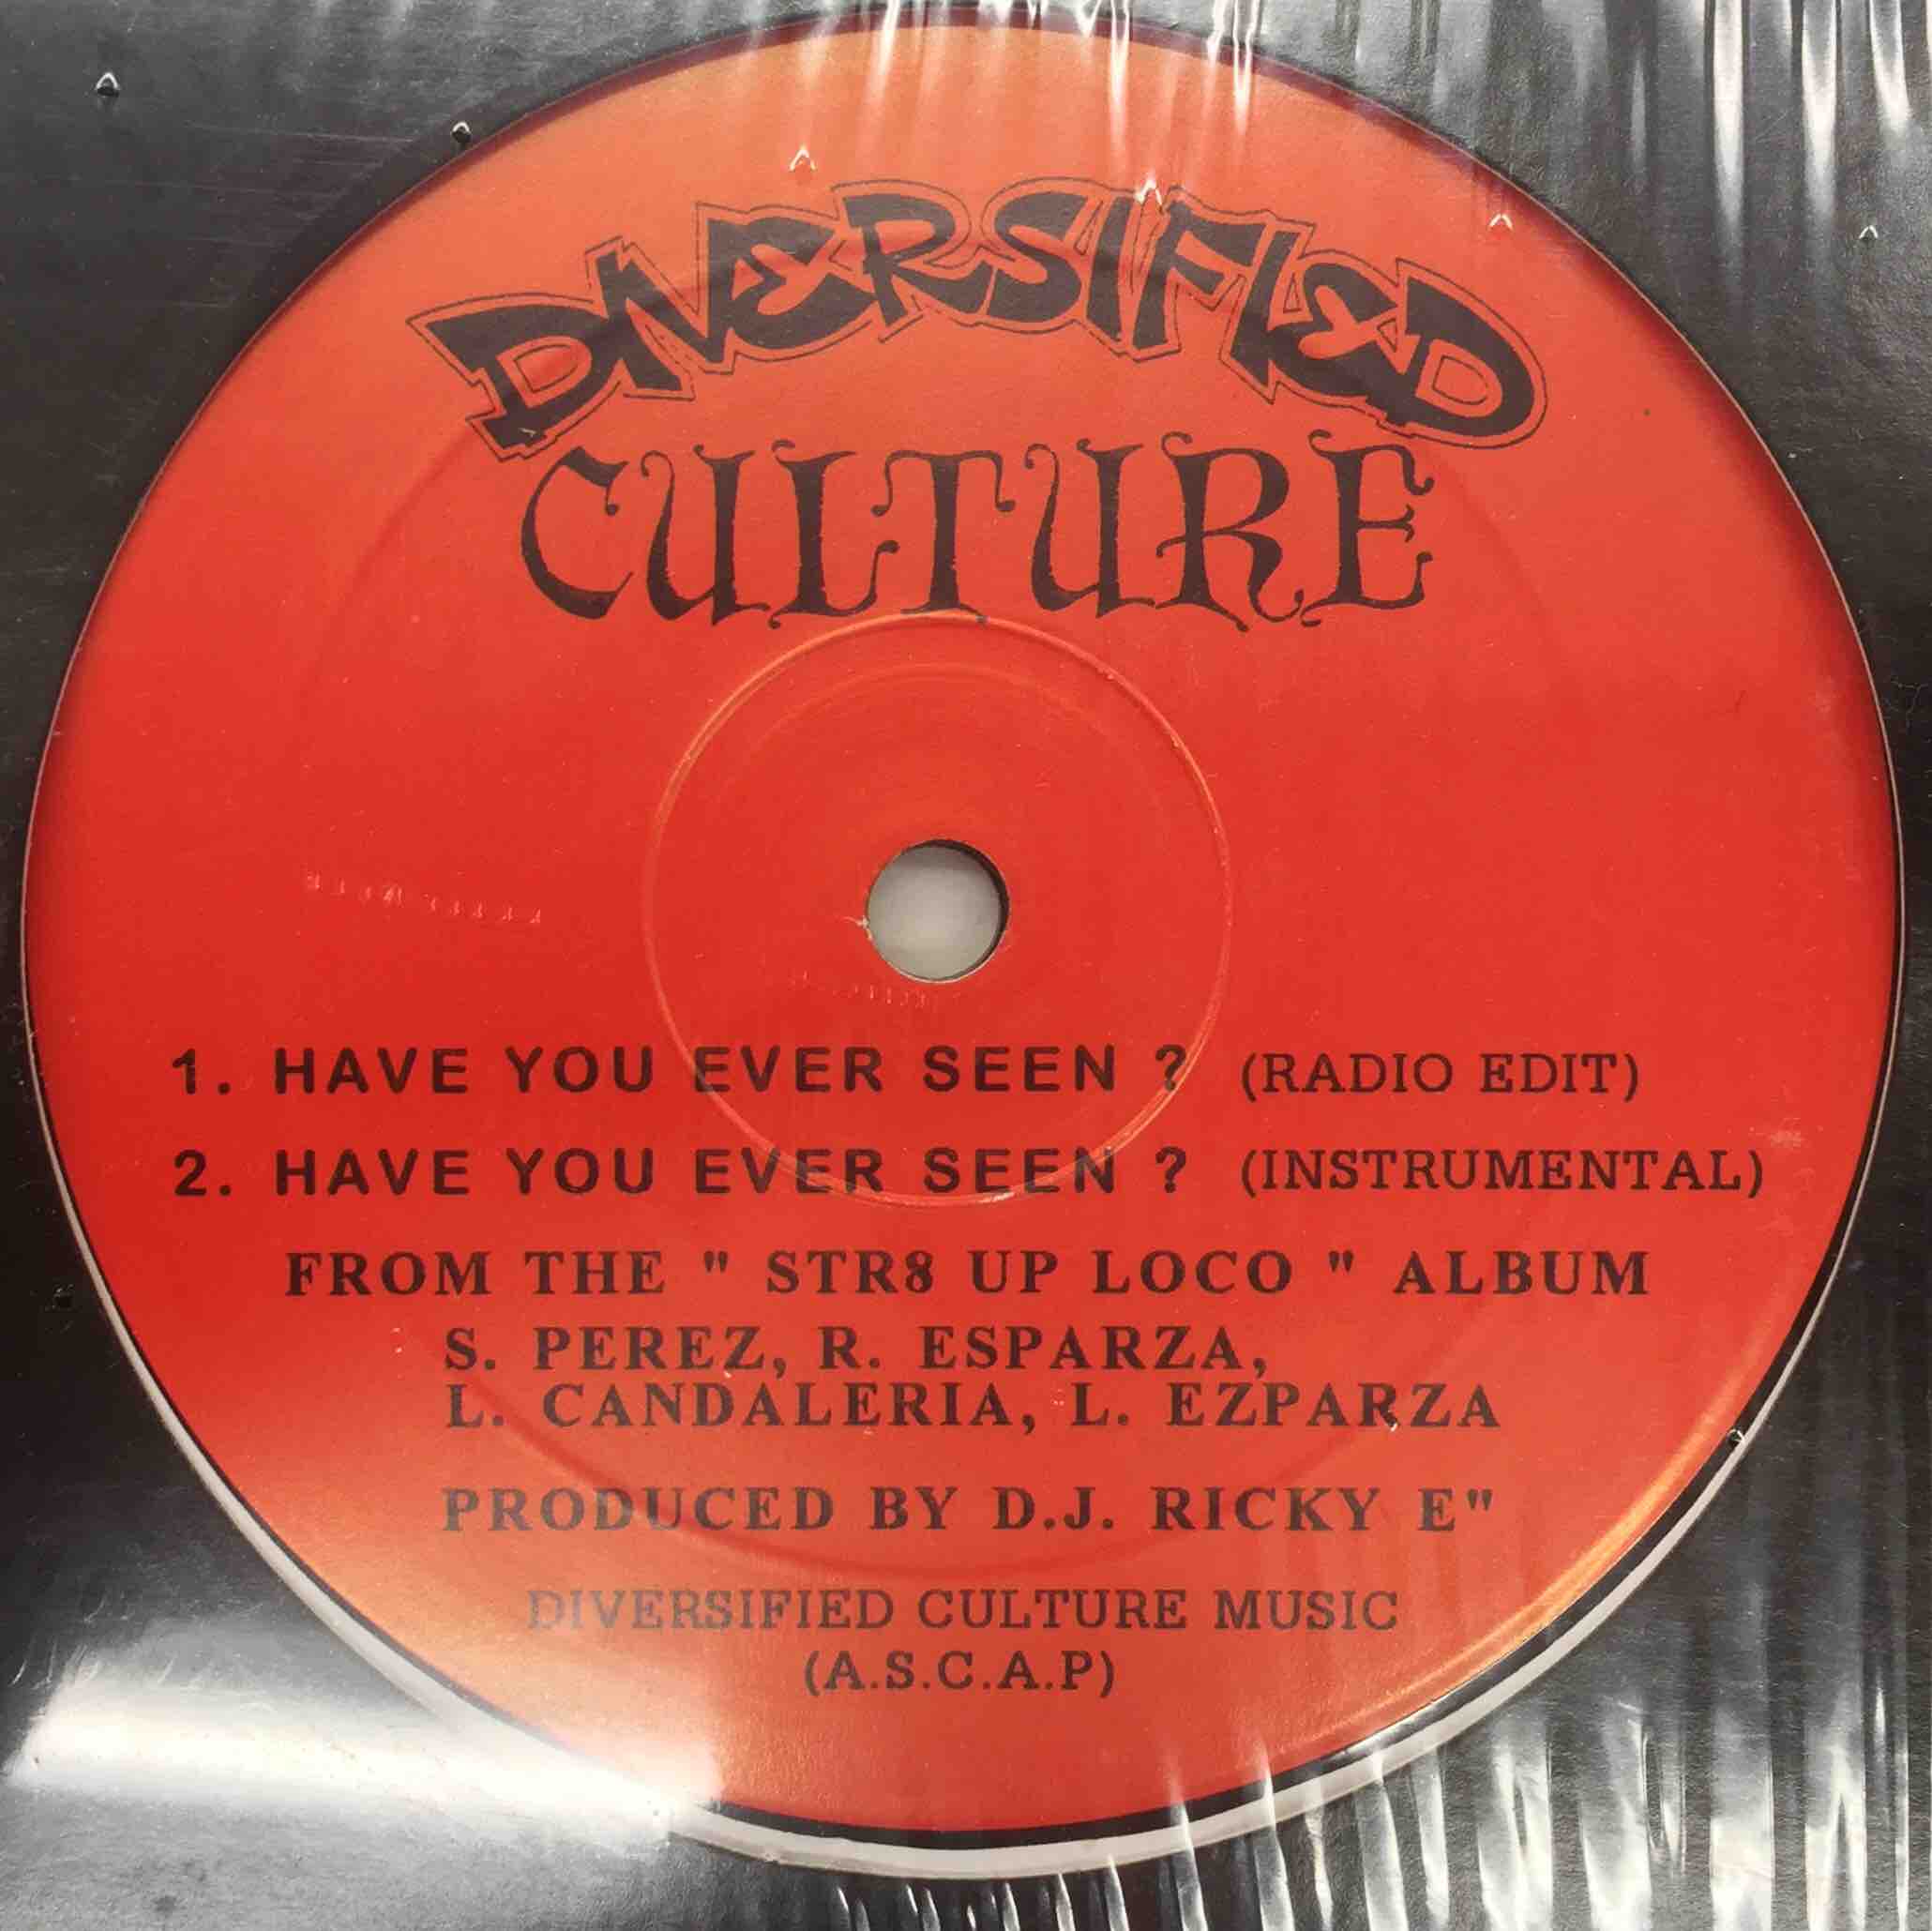 DIVERSIFIED
CULTURE
1. HAVE YOU EVER SEEN ? (RADIO EDIT)
2. HAVE YOU EVER SEEN ? (INSTRUMENTAL)
FROM THE " STR8 UP LOCO " ALBUM
S. PEREZ, R. ESPARZA,
L. CANDALERIA, L. EZPARZA
PRODUCED BY D.J. RICKY E"
DIVERSIFIED CULTURE MUSIC
(A.S.C.A.P)